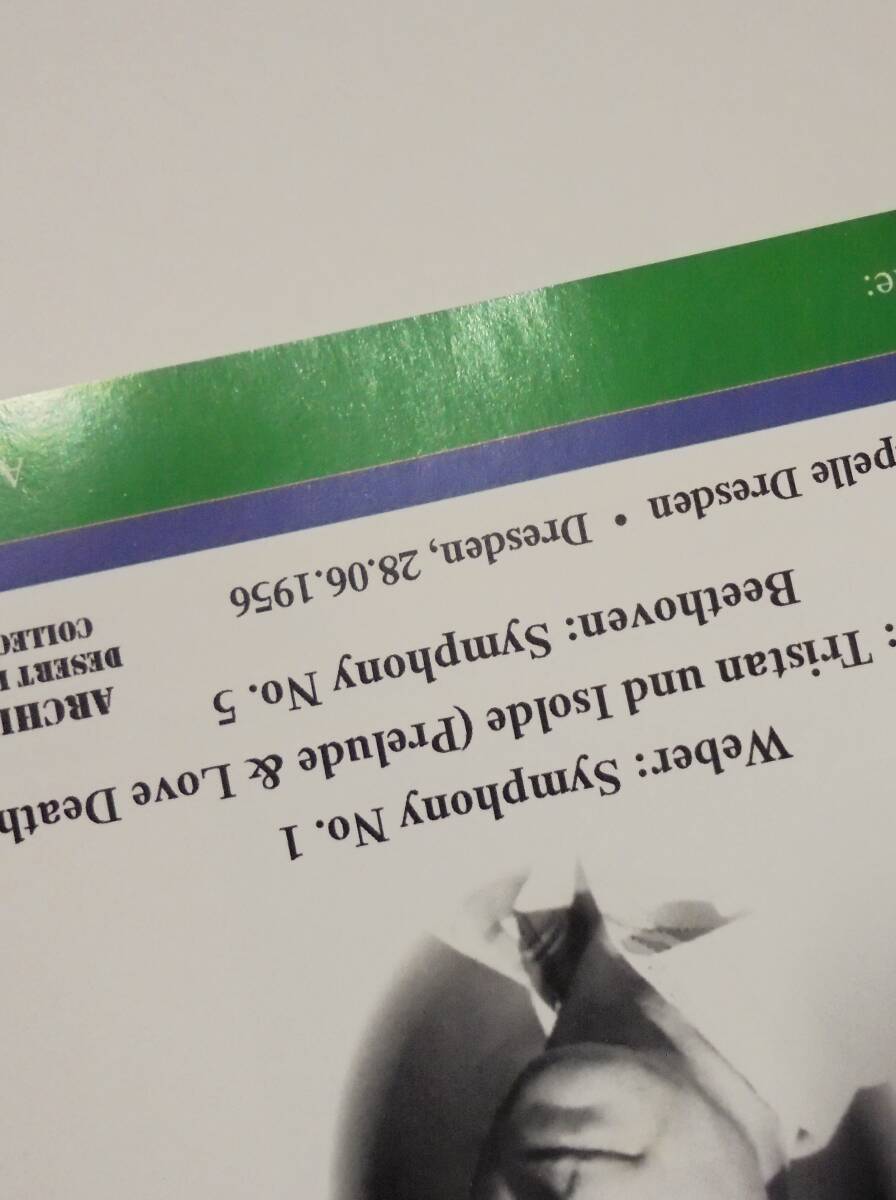 Weber: Symphony No. 1
: Tristan und Isolde (Prelude & Love Death
Beethoven: Symphony No. 5
pelle Dresden • Dresden, 28.06.1956
ARCHI
DESERT
COLLEC
A
e: